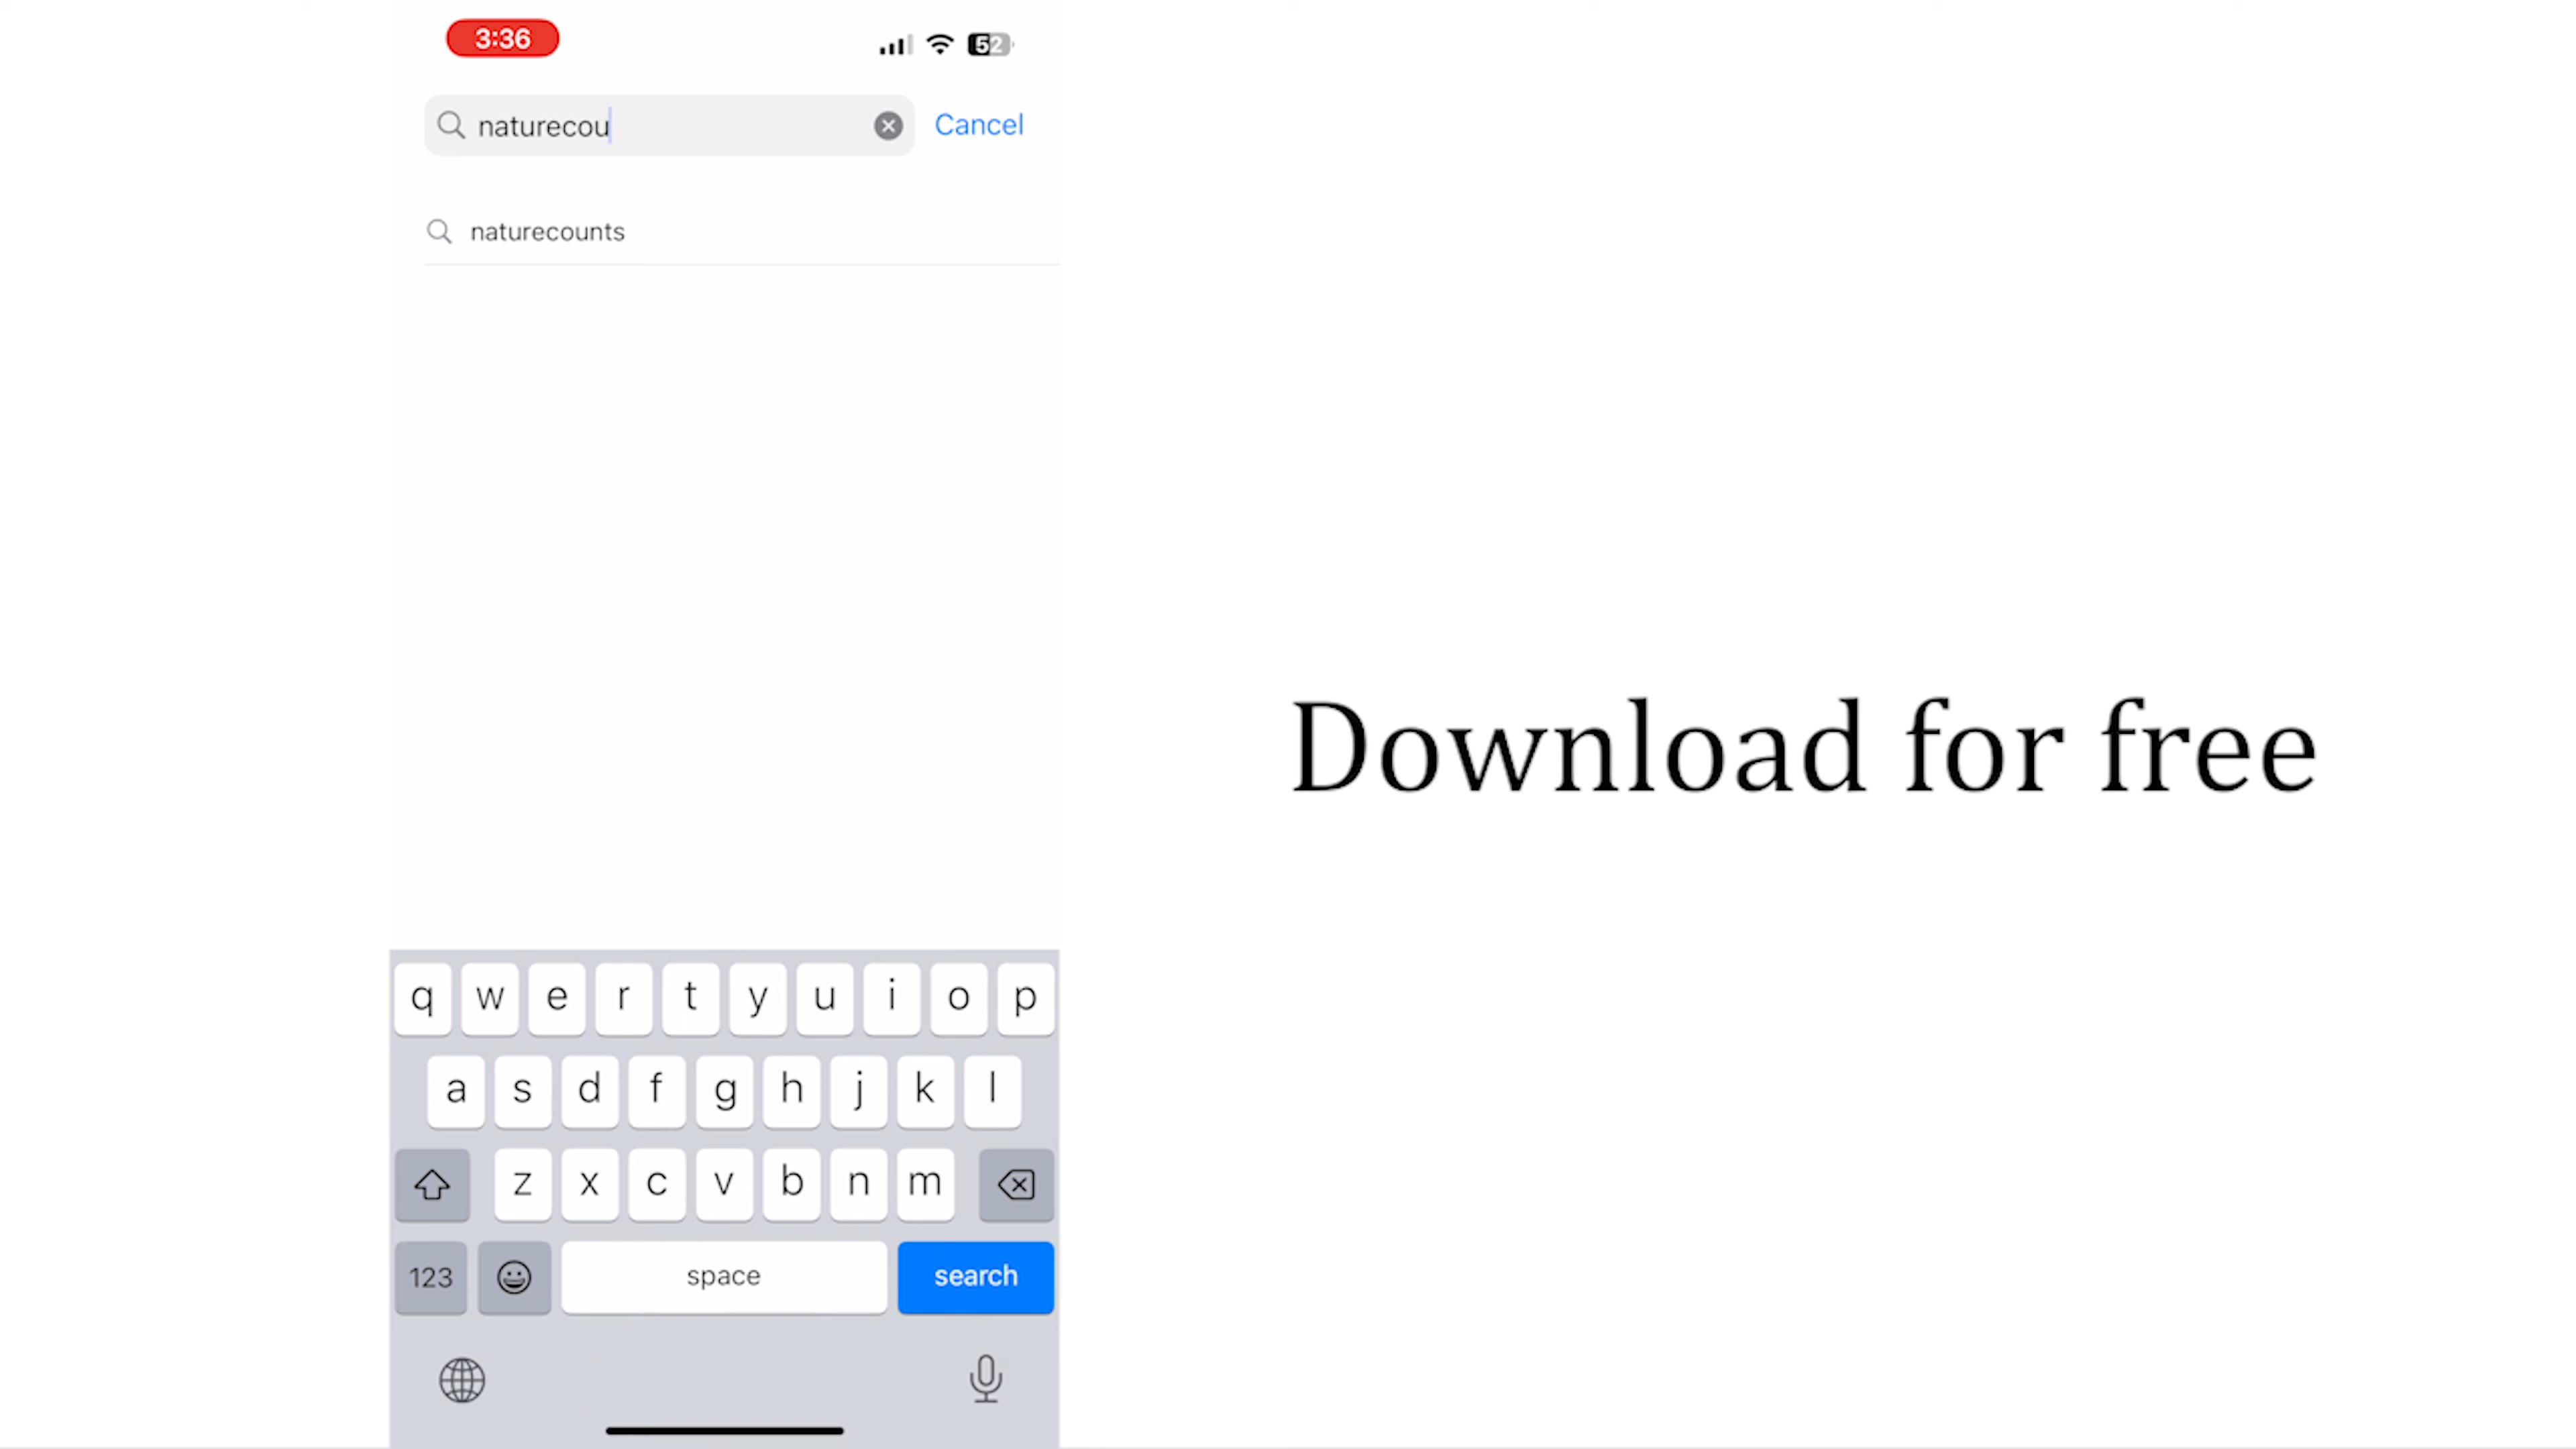 3:36
52
naturecou
Cancel
naturecounts
Download for free
q w e r t y u i o p
a s d f g h j k l
z x c v b n m
123 space search